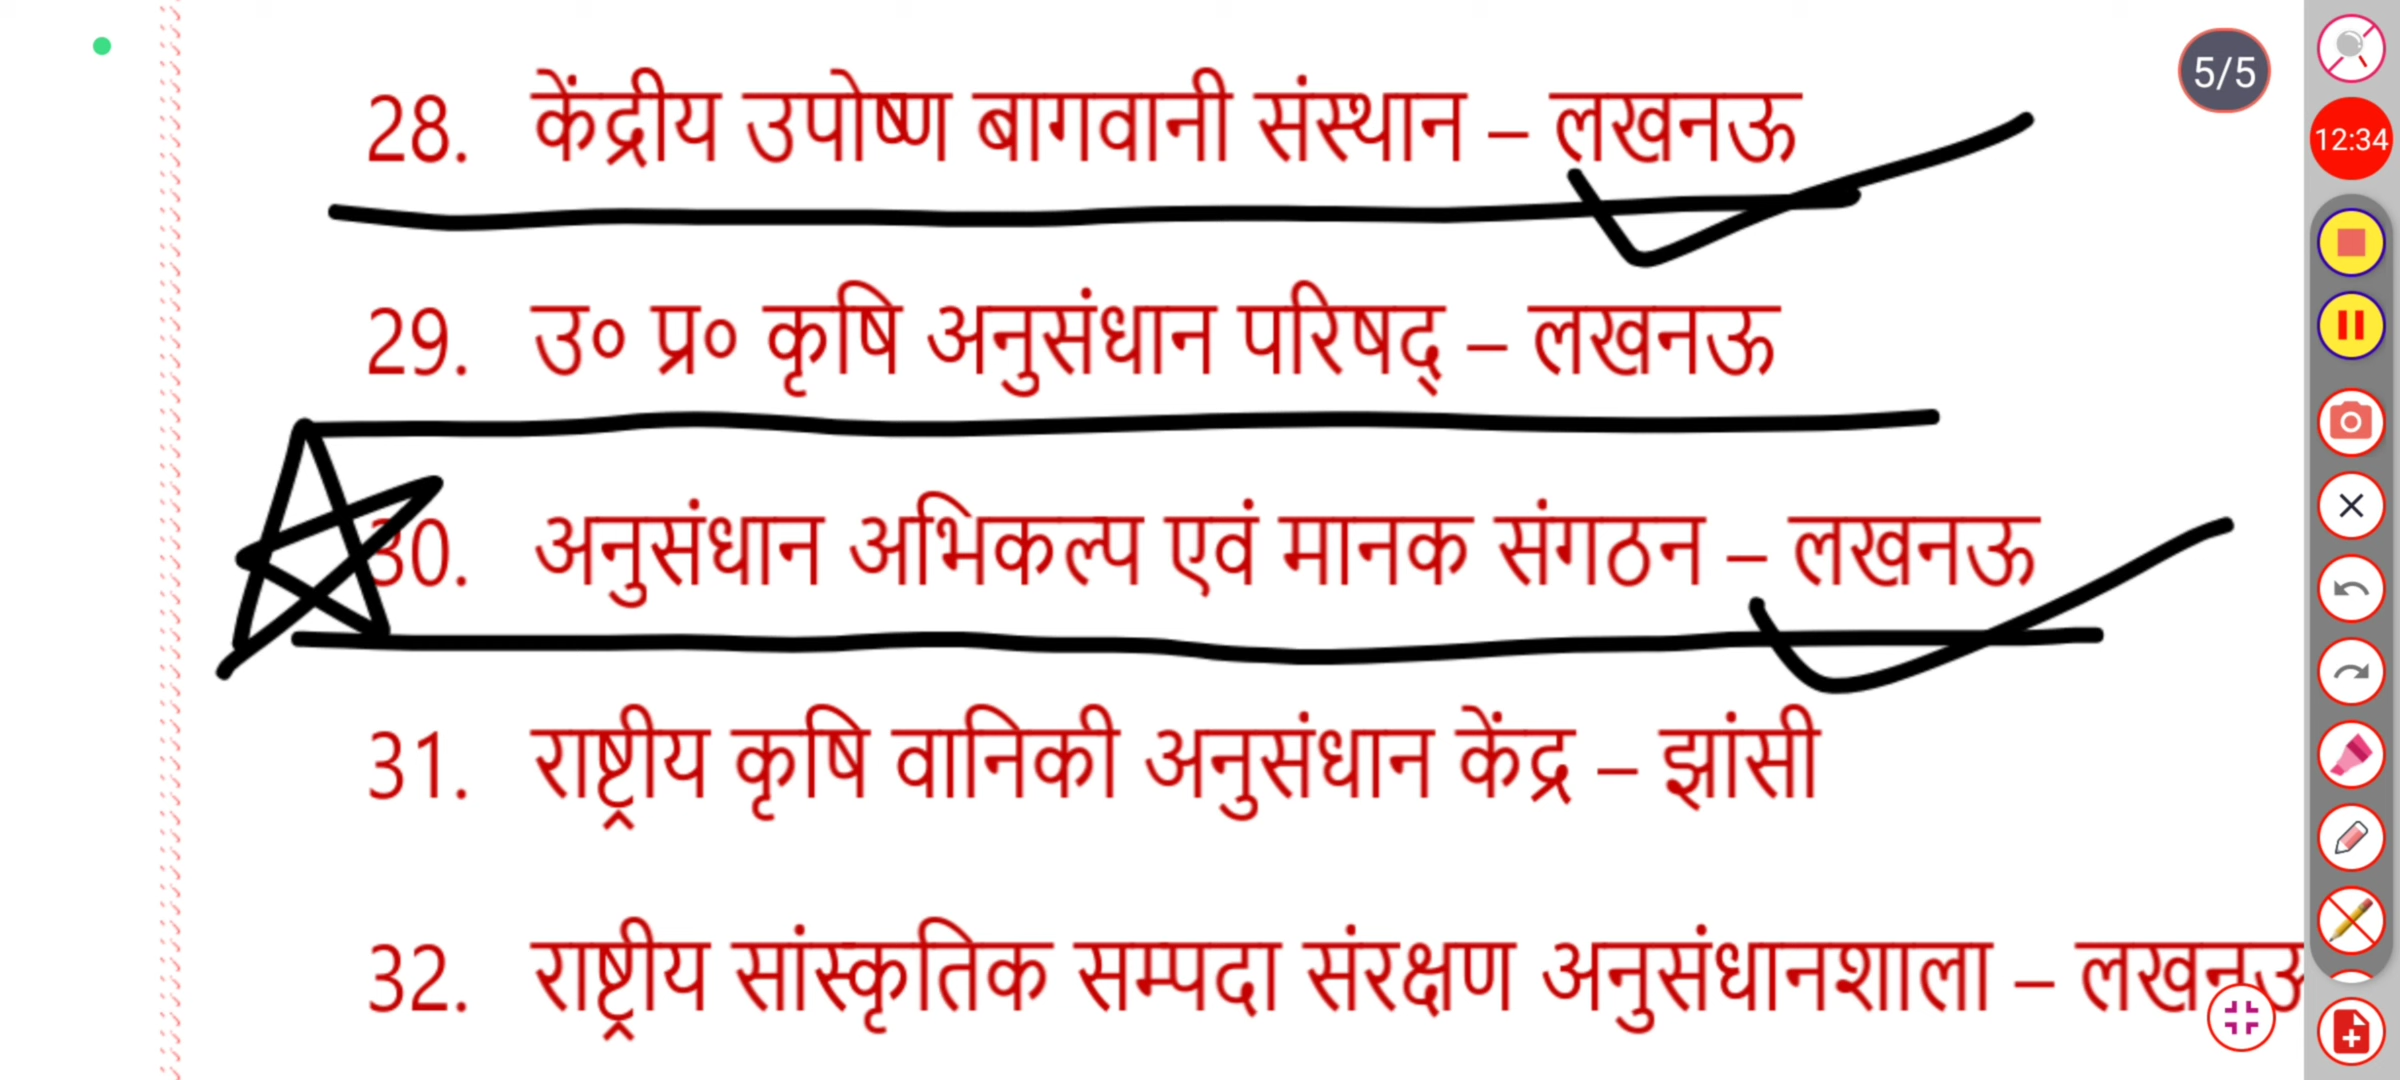 28. केंद्रीय उपोष्ण बागवानी संस्थान – लखनऊ
5/5
12:34
29. उ० प्र० कृषि अनुसंधान परिषद् – लखनऊ
30. अनुसंधान अभिकल्प एवं मानक संगठन – लखनऊ
31. राष्ट्रीय कृषि वानिकी अनुसंधान केंद्र – झांसी
32. राष्ट्रीय सांस्कृतिक सम्पदा संरक्षण अनुसंधानशाला – लखनऊ